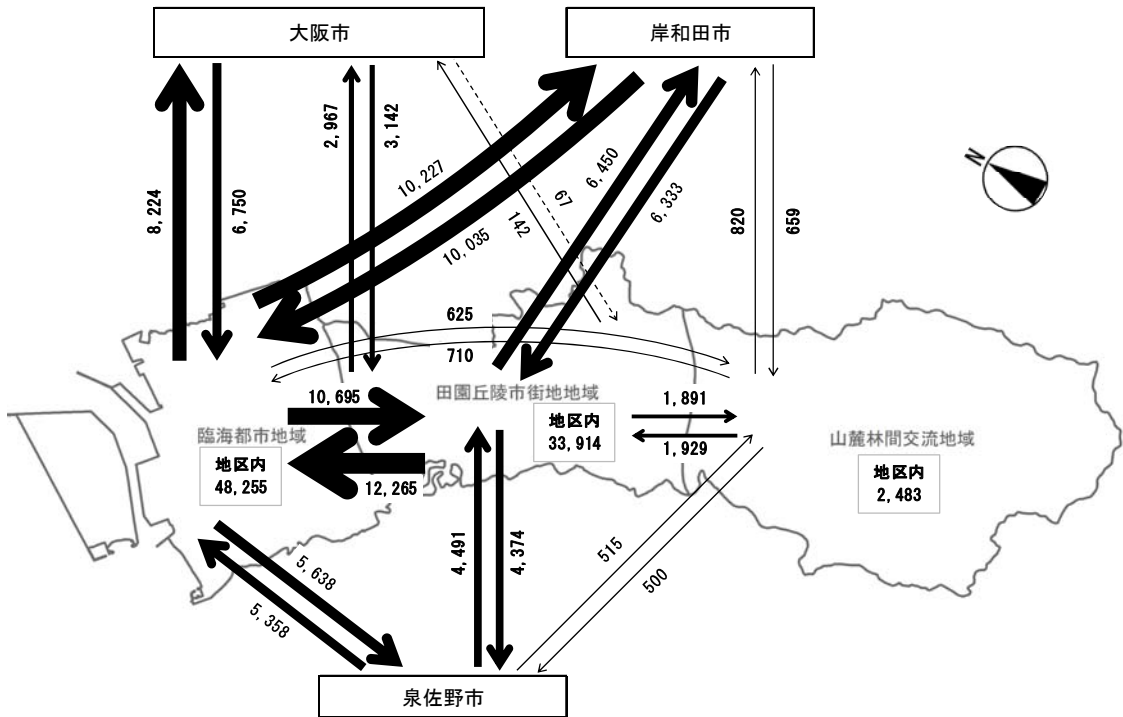 大阪市
岸和田市
N
8,224
6,750
2,967
3,142
10,227
10,035
67
142
6,450
6,333
820
659
625
710
田園丘陵市街地地域
10,695
地区内
33,914
1,891
臨海都市地域
1,929
山麓林間交流地域
地区内
48,255
12,265
地区内
2,483
4,491
4,374
515
500
5,638
5,358
泉佐野市